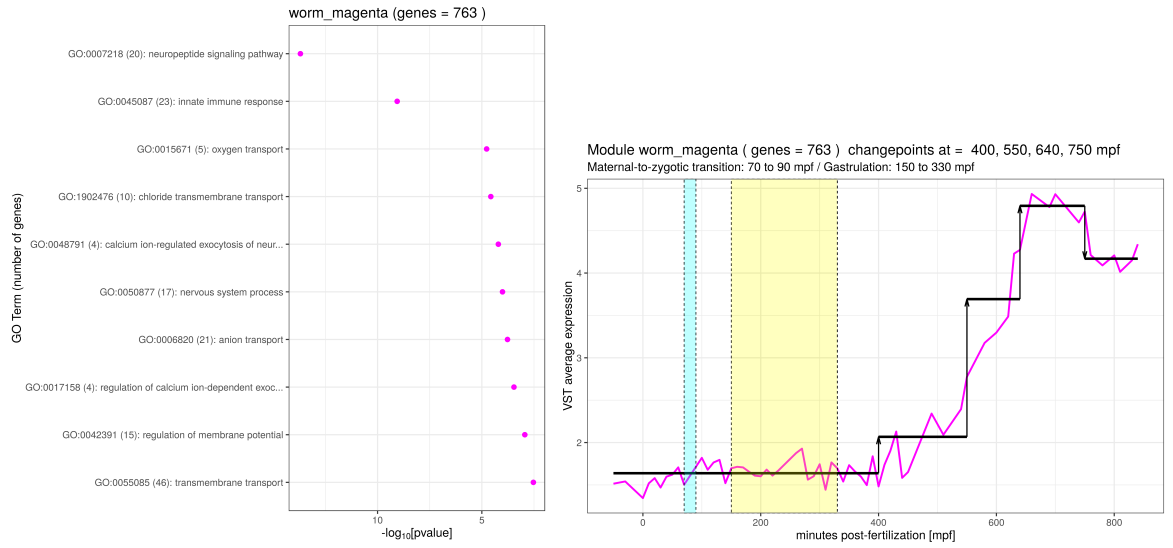 worm_magenta (genes = 763 )
GO Term (number of genes)
GO:0007218 (20): neuropeptide signaling pathway
GO:0045087 (23): innate immune response
GO:0015671 (5): oxygen transport
GO:1902476 (10): chloride transmembrane transport
GO:0048791 (4): calcium ion-regulated exocytosis of neur...
GO:0050877 (17): nervous system process
GO:0006820 (21): anion transport
GO:0017158 (4): regulation of calcium ion-dependent exoc...
GO:0042391 (15): regulation of membrane potential
GO:0055085 (46): transmembrane transport
10 5
-log10[pvalue]
Module worm_magenta ( genes = 763 ) changepoints at = 400, 550, 640, 750 mpf
Maternal-to-zygotic transition: 70 to 90 mpf / Gastrulation: 150 to 330 mpf
VST average expression
5
4
3
2
0 200 400 600 800
minutes post-fertilization [mpf]